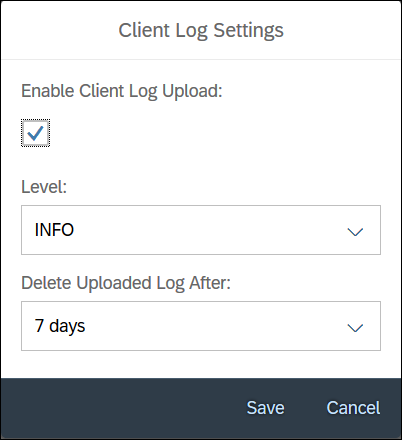 Client Log Settings
Enable Client Log Upload:
Level:
INFO
Delete Uploaded Log After:
7 days
Save Cancel